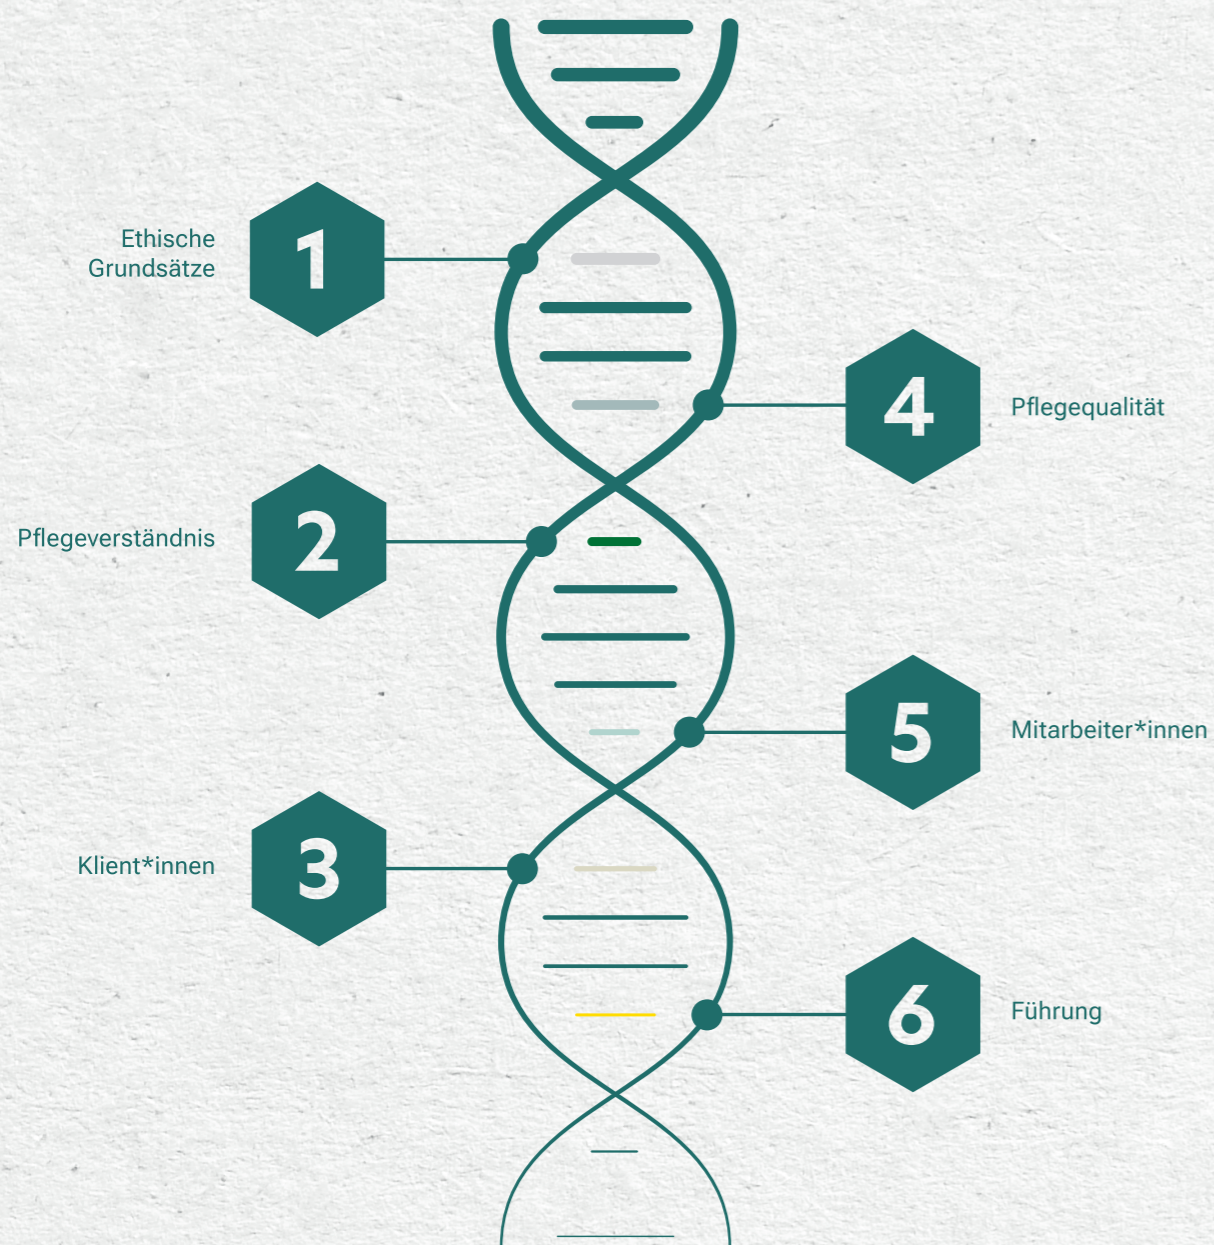 Ethische
Grundsätze
1
4
Pflegequalität
Pflegeverständnis
2
5
Mitarbeiter*innen
Klient*innen
3
6
Führung